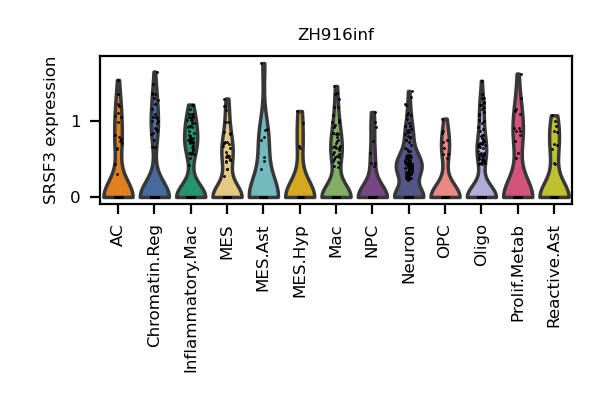 ZH916inf
SRSF3 expression
1
0
AC
Chromatin.Reg
Inflammatory.Mac
MES
MES.Ast
MES.Hyp
Mac
NPC
Neuron
OPC
Oligo
Prolif.Metab
Reactive.Ast